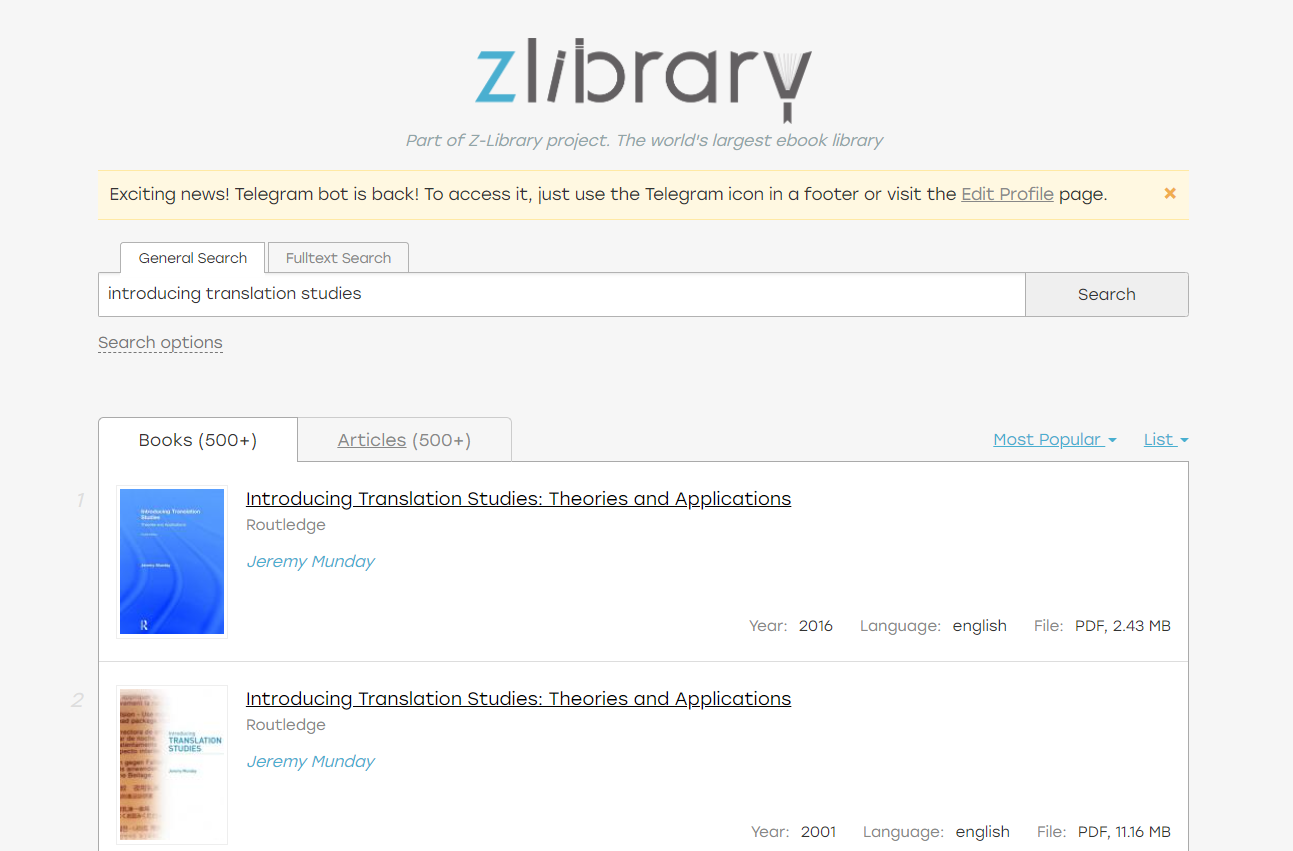 zlibrary
Part of Z-Library project. The world's largest ebook library
Exciting news! Telegram bot is back! To access it, just use the Telegram icon in a footer or visit the Edit Profile page.
General Search Fulltext Search
introducing translation studies Search
Search options
Books (500+) Articles (500+) Most Popular List
1
Introducing Translation Studies: Theories and Applications
Routledge
Jeremy Munday
Introducing Translation
Studies
Theories and Applications
Jeremy Munday
R
Year: 2016 Language: english File: PDF, 2.43 MB
2
Introducing Translation Studies: Theories and Applications
Routledge
Jeremy Munday
Introducing
TRANSLATION
STUDIES
Jeremy Munday
Year: 2001 Language: english File: PDF, 11.16 MB